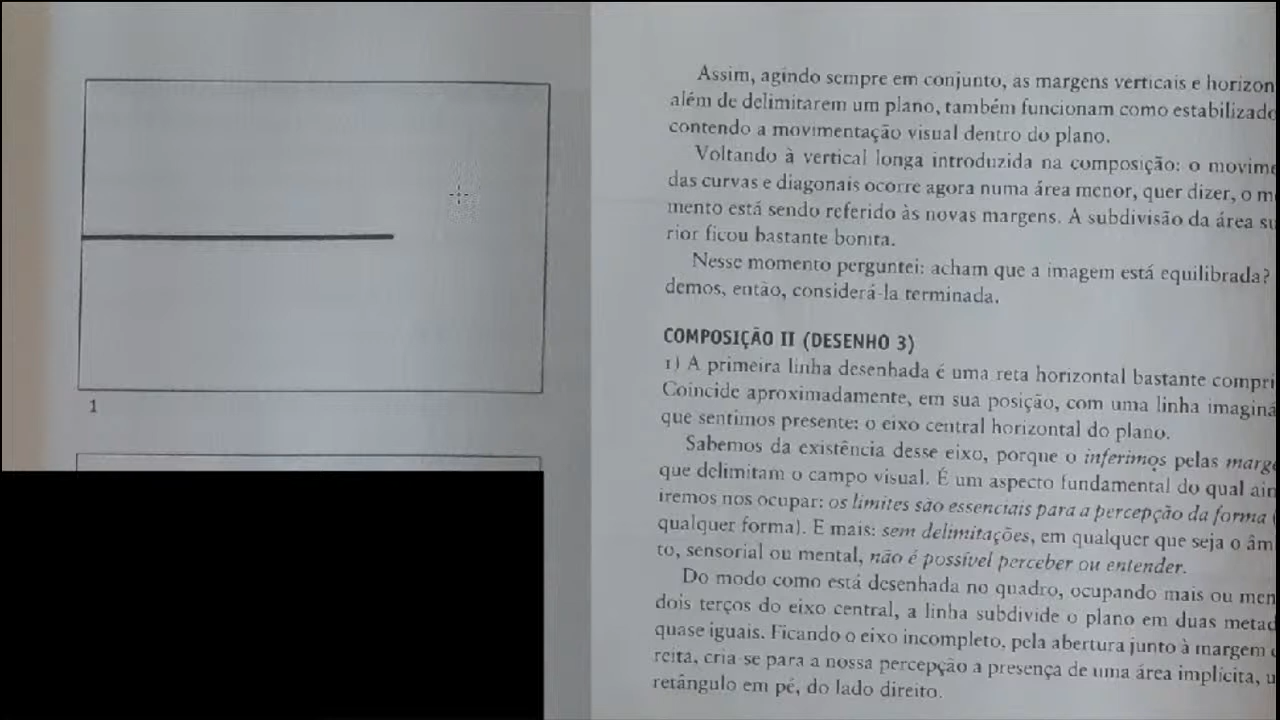 1
Assim, agindo sempre em conjunto, as margens verticais e horizon
além de delimitarem um plano, também funcionam como estabilizado
contendo a movimentação visual dentro do plano.
Voltando à vertical longa introduzida na composição: o movime
das curvas e diagonais ocorre agora numa área menor, quer dizer, o m
mento está sendo referido às novas margens. A subdivisão da área su
rior ficou bastante bonita.
Nesse momento perguntei: acham que a imagem está equilibrada?
demos, então, considerá-la terminada.
COMPOSIÇÃO II (DESENHO 3)
1) A primeira linha desenhada é uma reta horizontal bastante compri
Coincide aproximadamente, em sua posição, com uma linha imaginá
que sentimos presente: o eixo central horizontal do plano.
Sabemos da existência desse eixo, porque o inferimos pelas marge
que delimitam o campo visual. É um aspecto fundamental do qual ain
iremos nos ocupar: os limites são essenciais para a percepção da forma
qualquer forma). E mais: sem delimitações, em qualquer que seja o âm
to, sensorial ou mental, não é possível perceber ou entender.
Do modo como está desenhada no quadro, ocupando mais ou men
dois terços do eixo central, a linha subdivide o plano em duas metad
quase iguais. Ficando o eixo incompleto, pela abertura junto à margem
reita, cria-se para a nossa percepção a presença de uma área implícita, u
retângulo em pé, do lado direito.